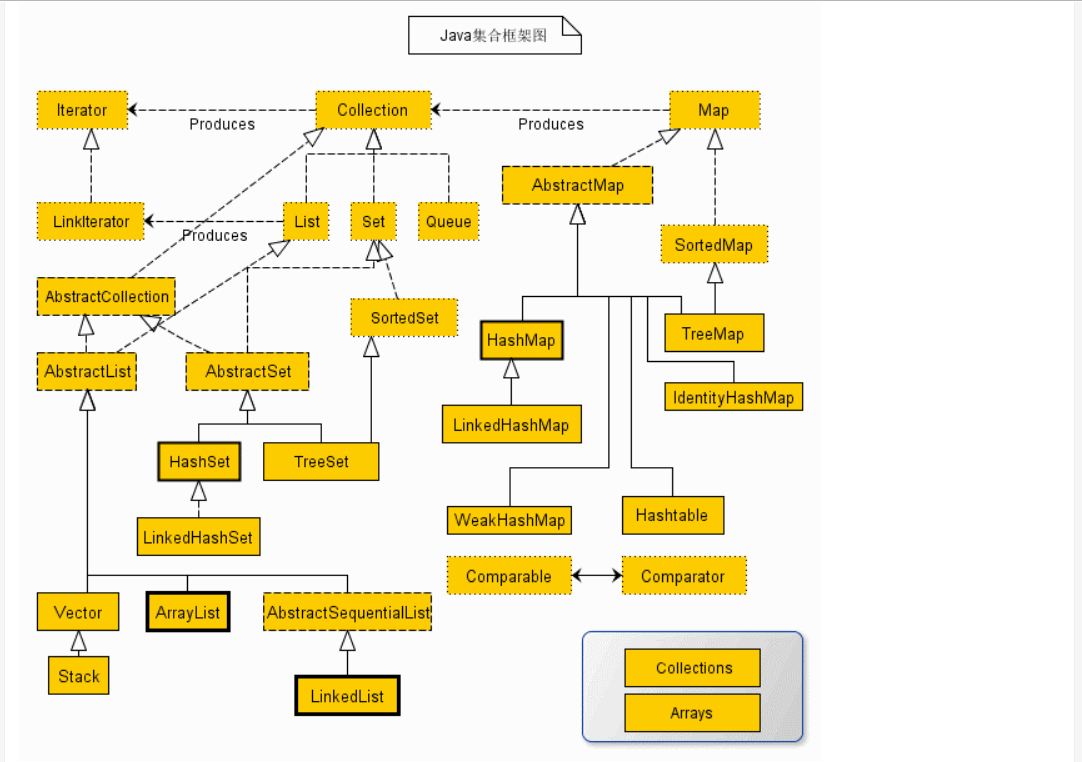 Java集合框架图
Iterator
Produces
Collection
Produces
Map
AbstractMap
LinkIterator
Produces
List
Set
Queue
SortedMap
AbstractCollection
SortedSet
HashMap
TreeMap
AbstractList
AbstractSet
IdentityHashMap
LinkedHashMap
HashSet
TreeSet
WeakHashMap
Hashtable
LinkedHashSet
Comparable
Comparator
Vector
ArrayList
AbstractSequentialList
Stack
LinkedList
Collections
Arrays